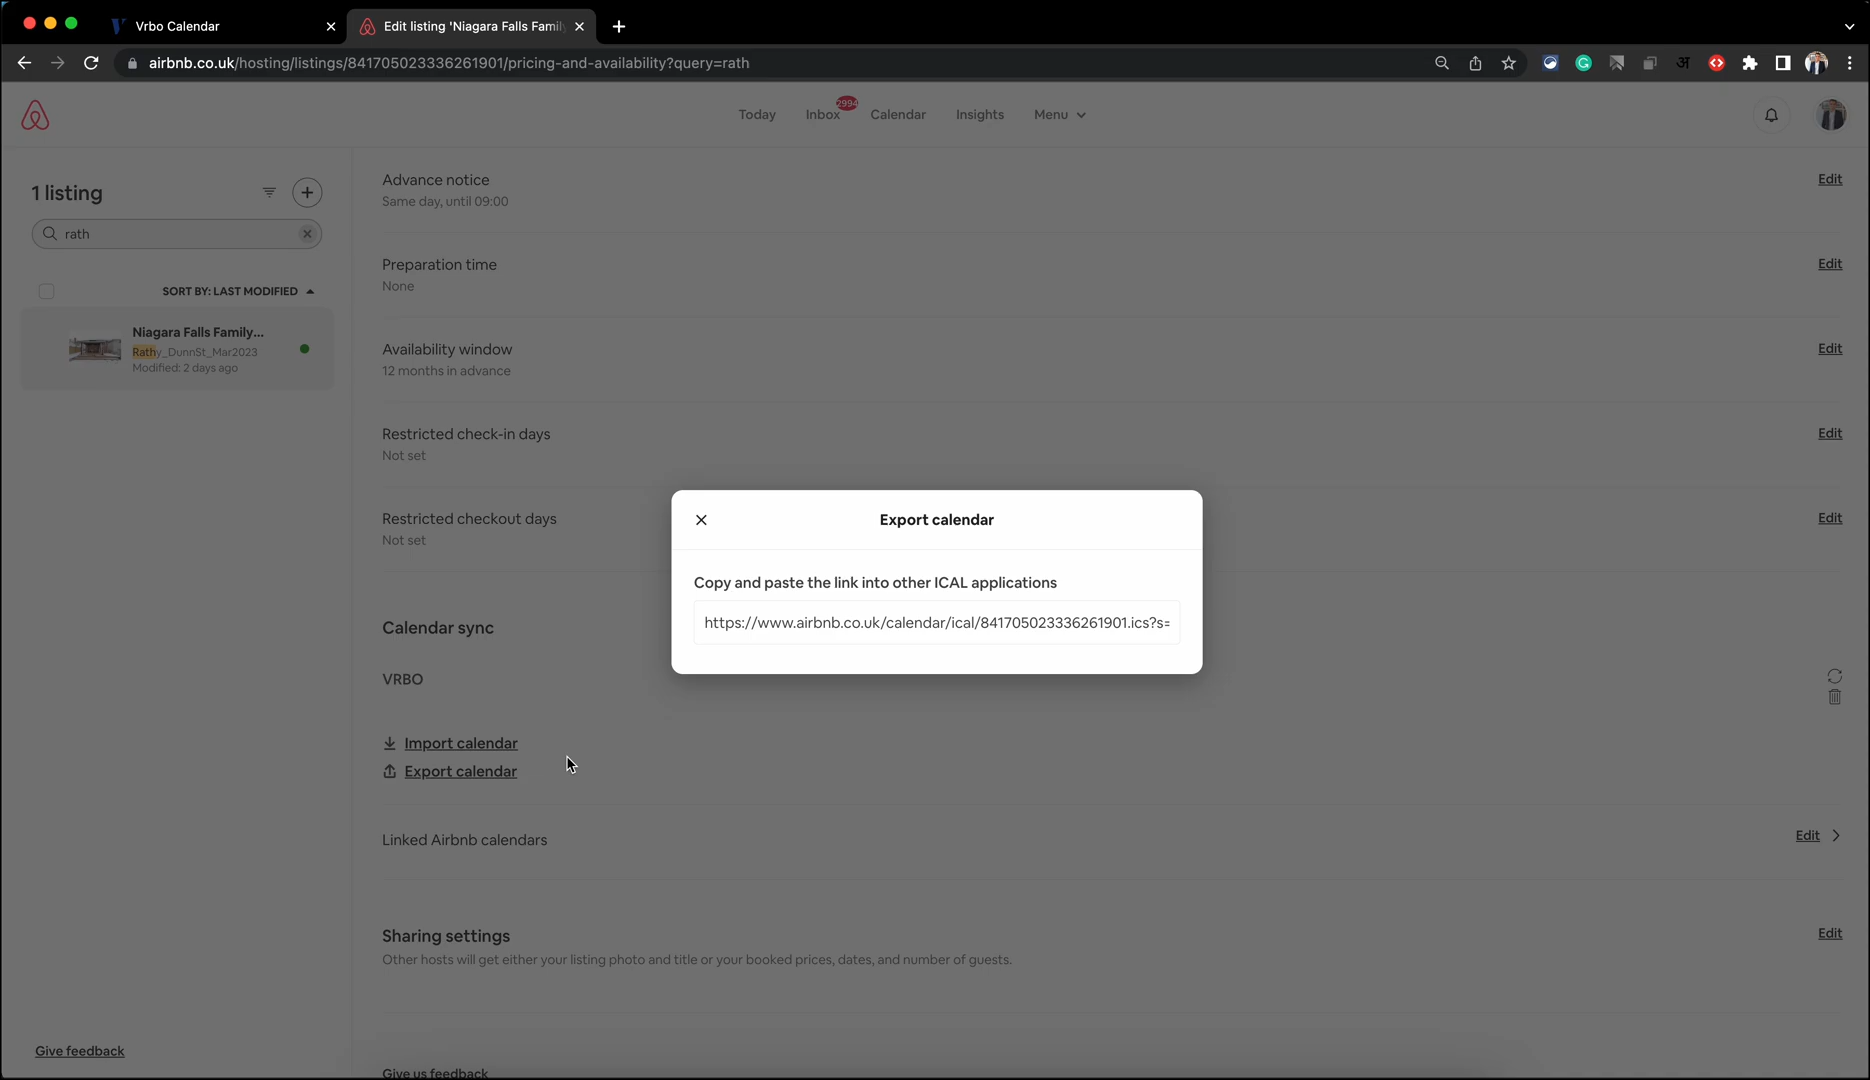 Vrbo Calendar
Edit listing 'Niagara Falls Famil
airbnb.co.uk/hosting/listings/841705023336261901/pricing-and-availability?query=rath
Today
Inbox
2994
Calendar
Insights
Menu
1 listing
rath
SORT BY: LAST MODIFIED
Niagara Falls Family...
Rathy_DunnSt_Mar2023
Modified: 2 days ago
Advance notice
Edit
Same day, until 09:00
Preparation time
Edit
None
Availability window
Edit
12 months in advance
Restricted check-in days
Edit
Not set
Restricted checkout days
Edit
Not set
Export calendar
Copy and paste the link into other ICAL applications
https://www.airbnb.co.uk/calendar/ical/841705023336261901.ics?s=
Calendar sync
VRBO
Import calendar
Export calendar
Linked Airbnb calendars
Edit
Sharing settings
Edit
Other hosts will get either your listing photo and title or your booked prices, dates, and number of guests.
Give feedback
Give us feedback